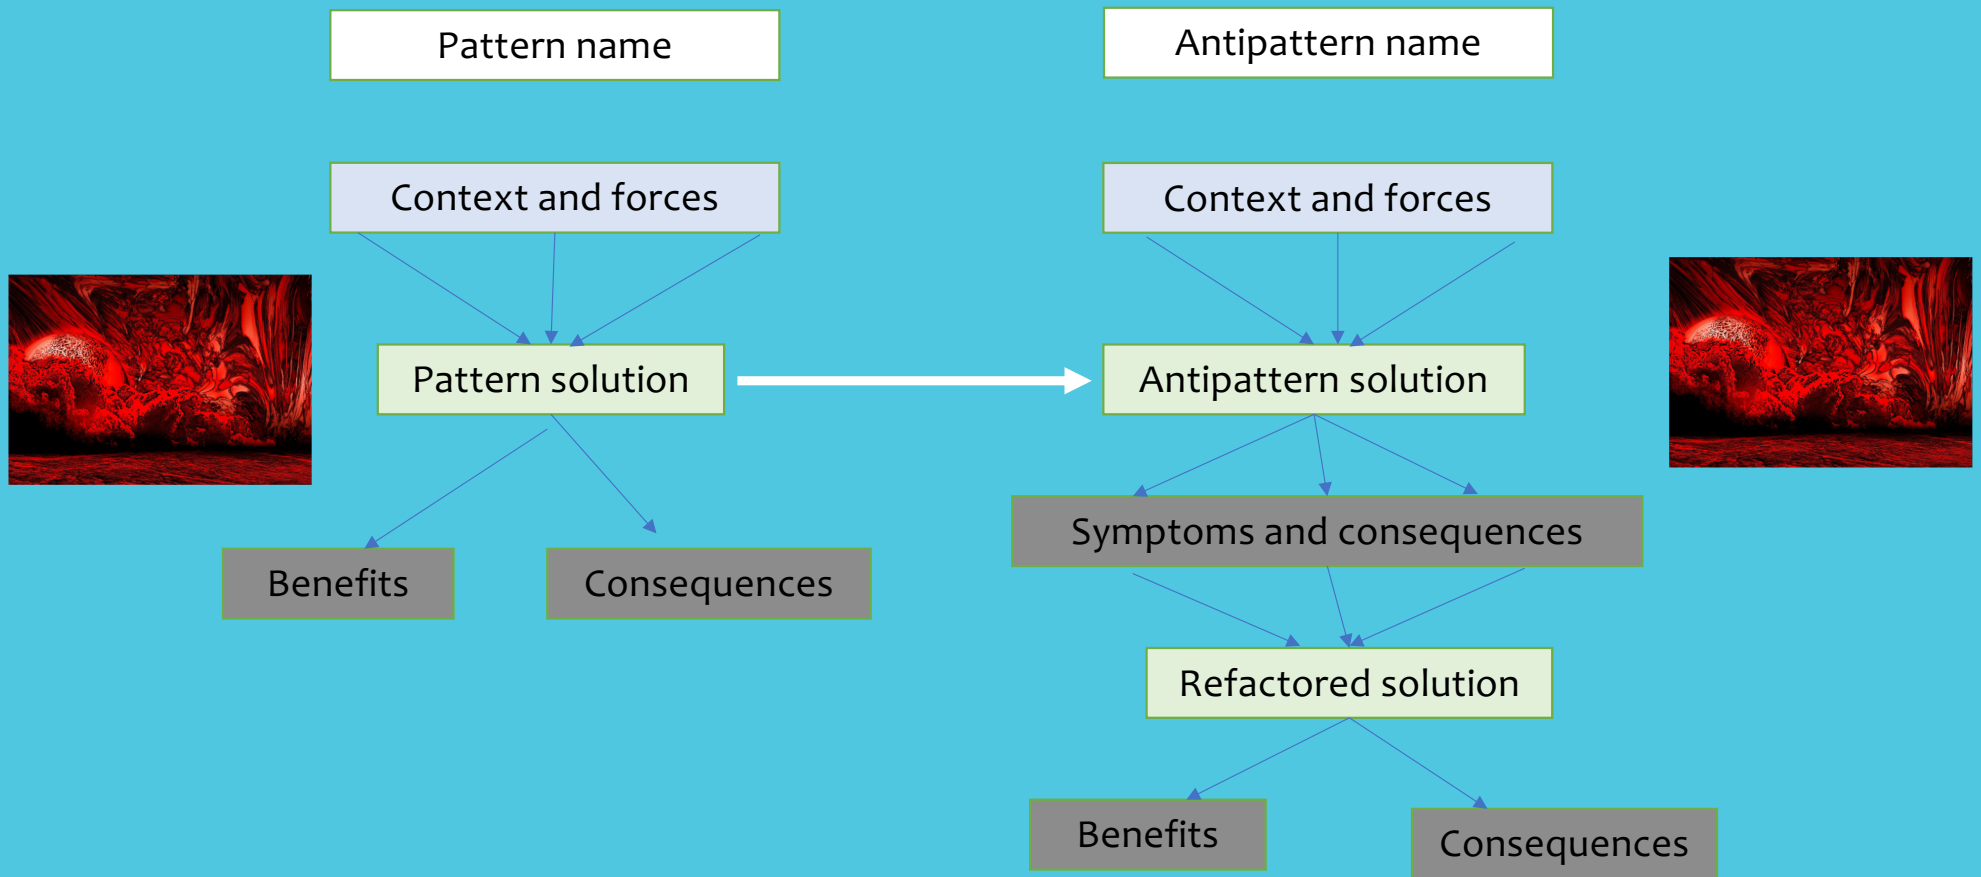 Pattern name
Antipattern name
Context and forces
Context and forces
Pattern solution
Antipattern solution
Symptoms and consequences
Benefits
Consequences
Refactored solution
Benefits
Consequences